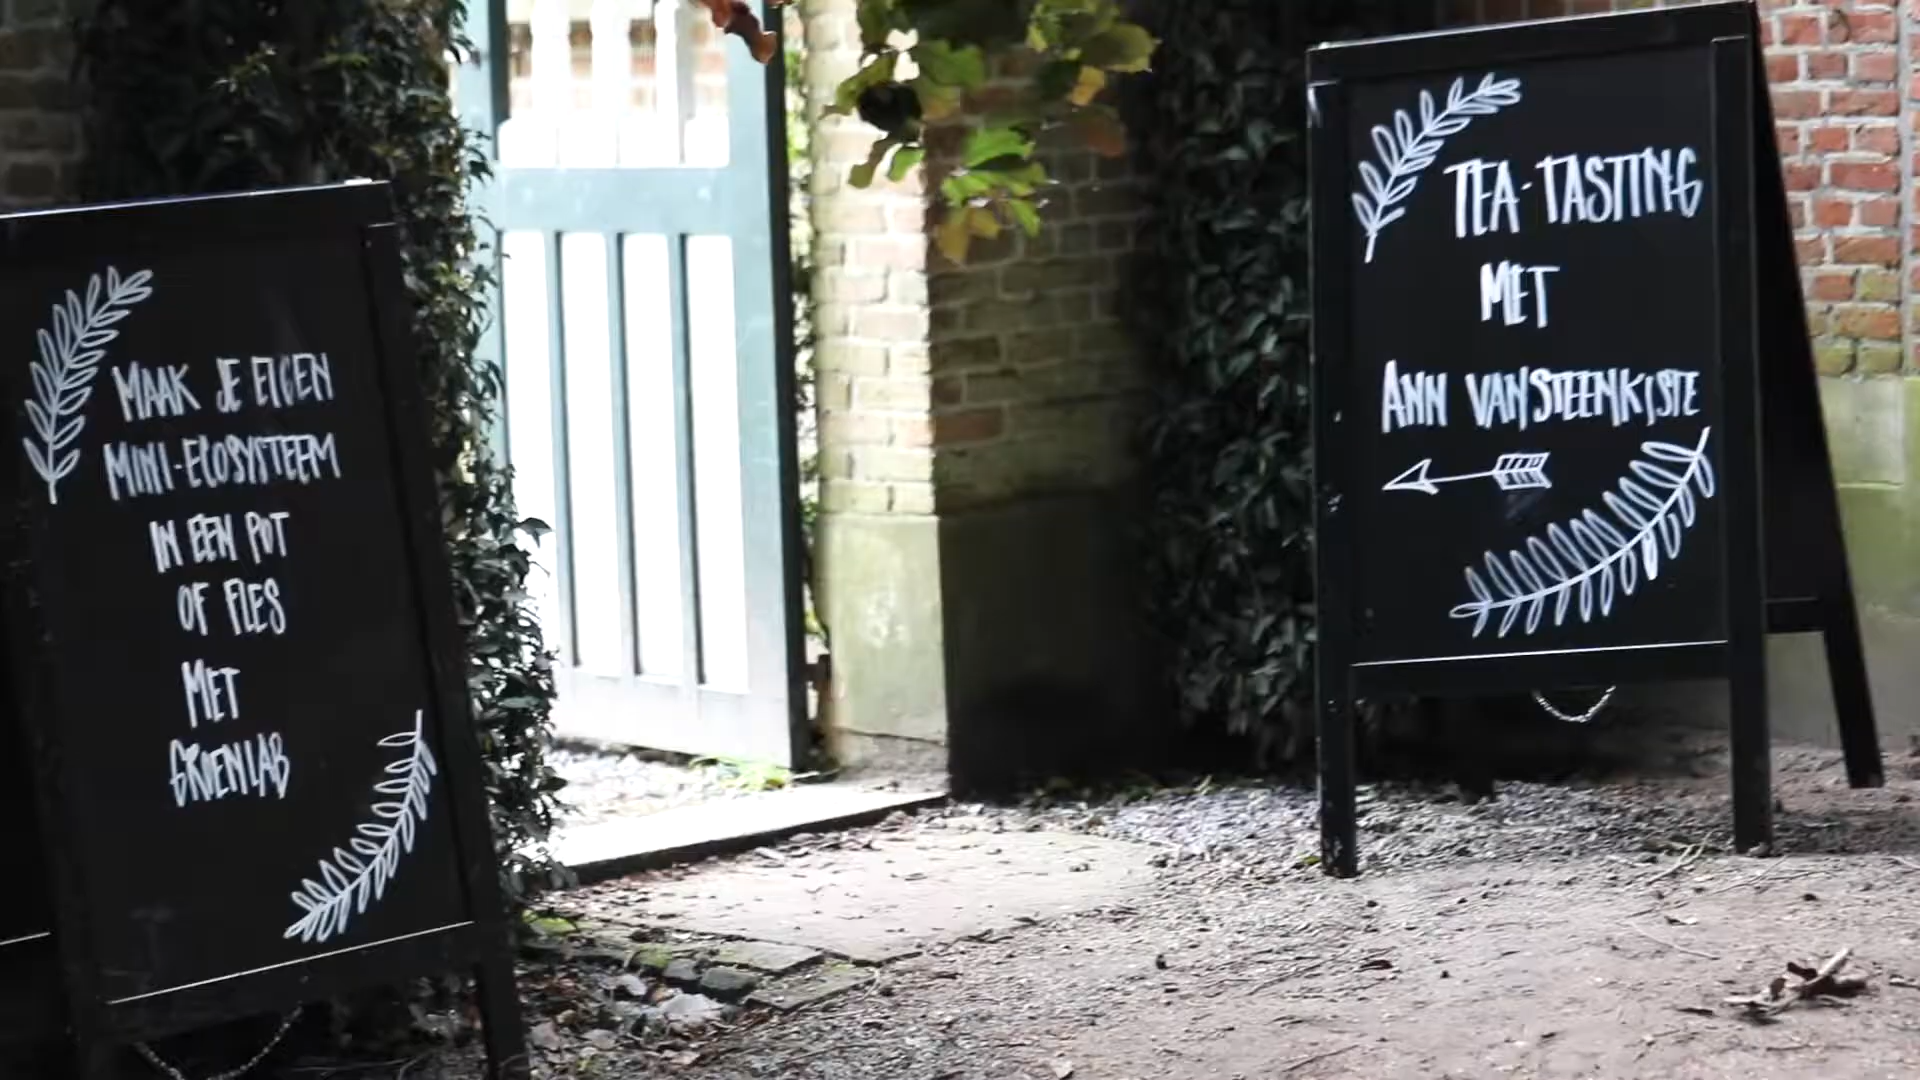 MAAK JE EIGEN
MINI-ECOSYSTEEM
IN EEN POT
OF FLES
MET
GROENLAB
TEA-TASTING
MET
ANN VANSTEENKISTE